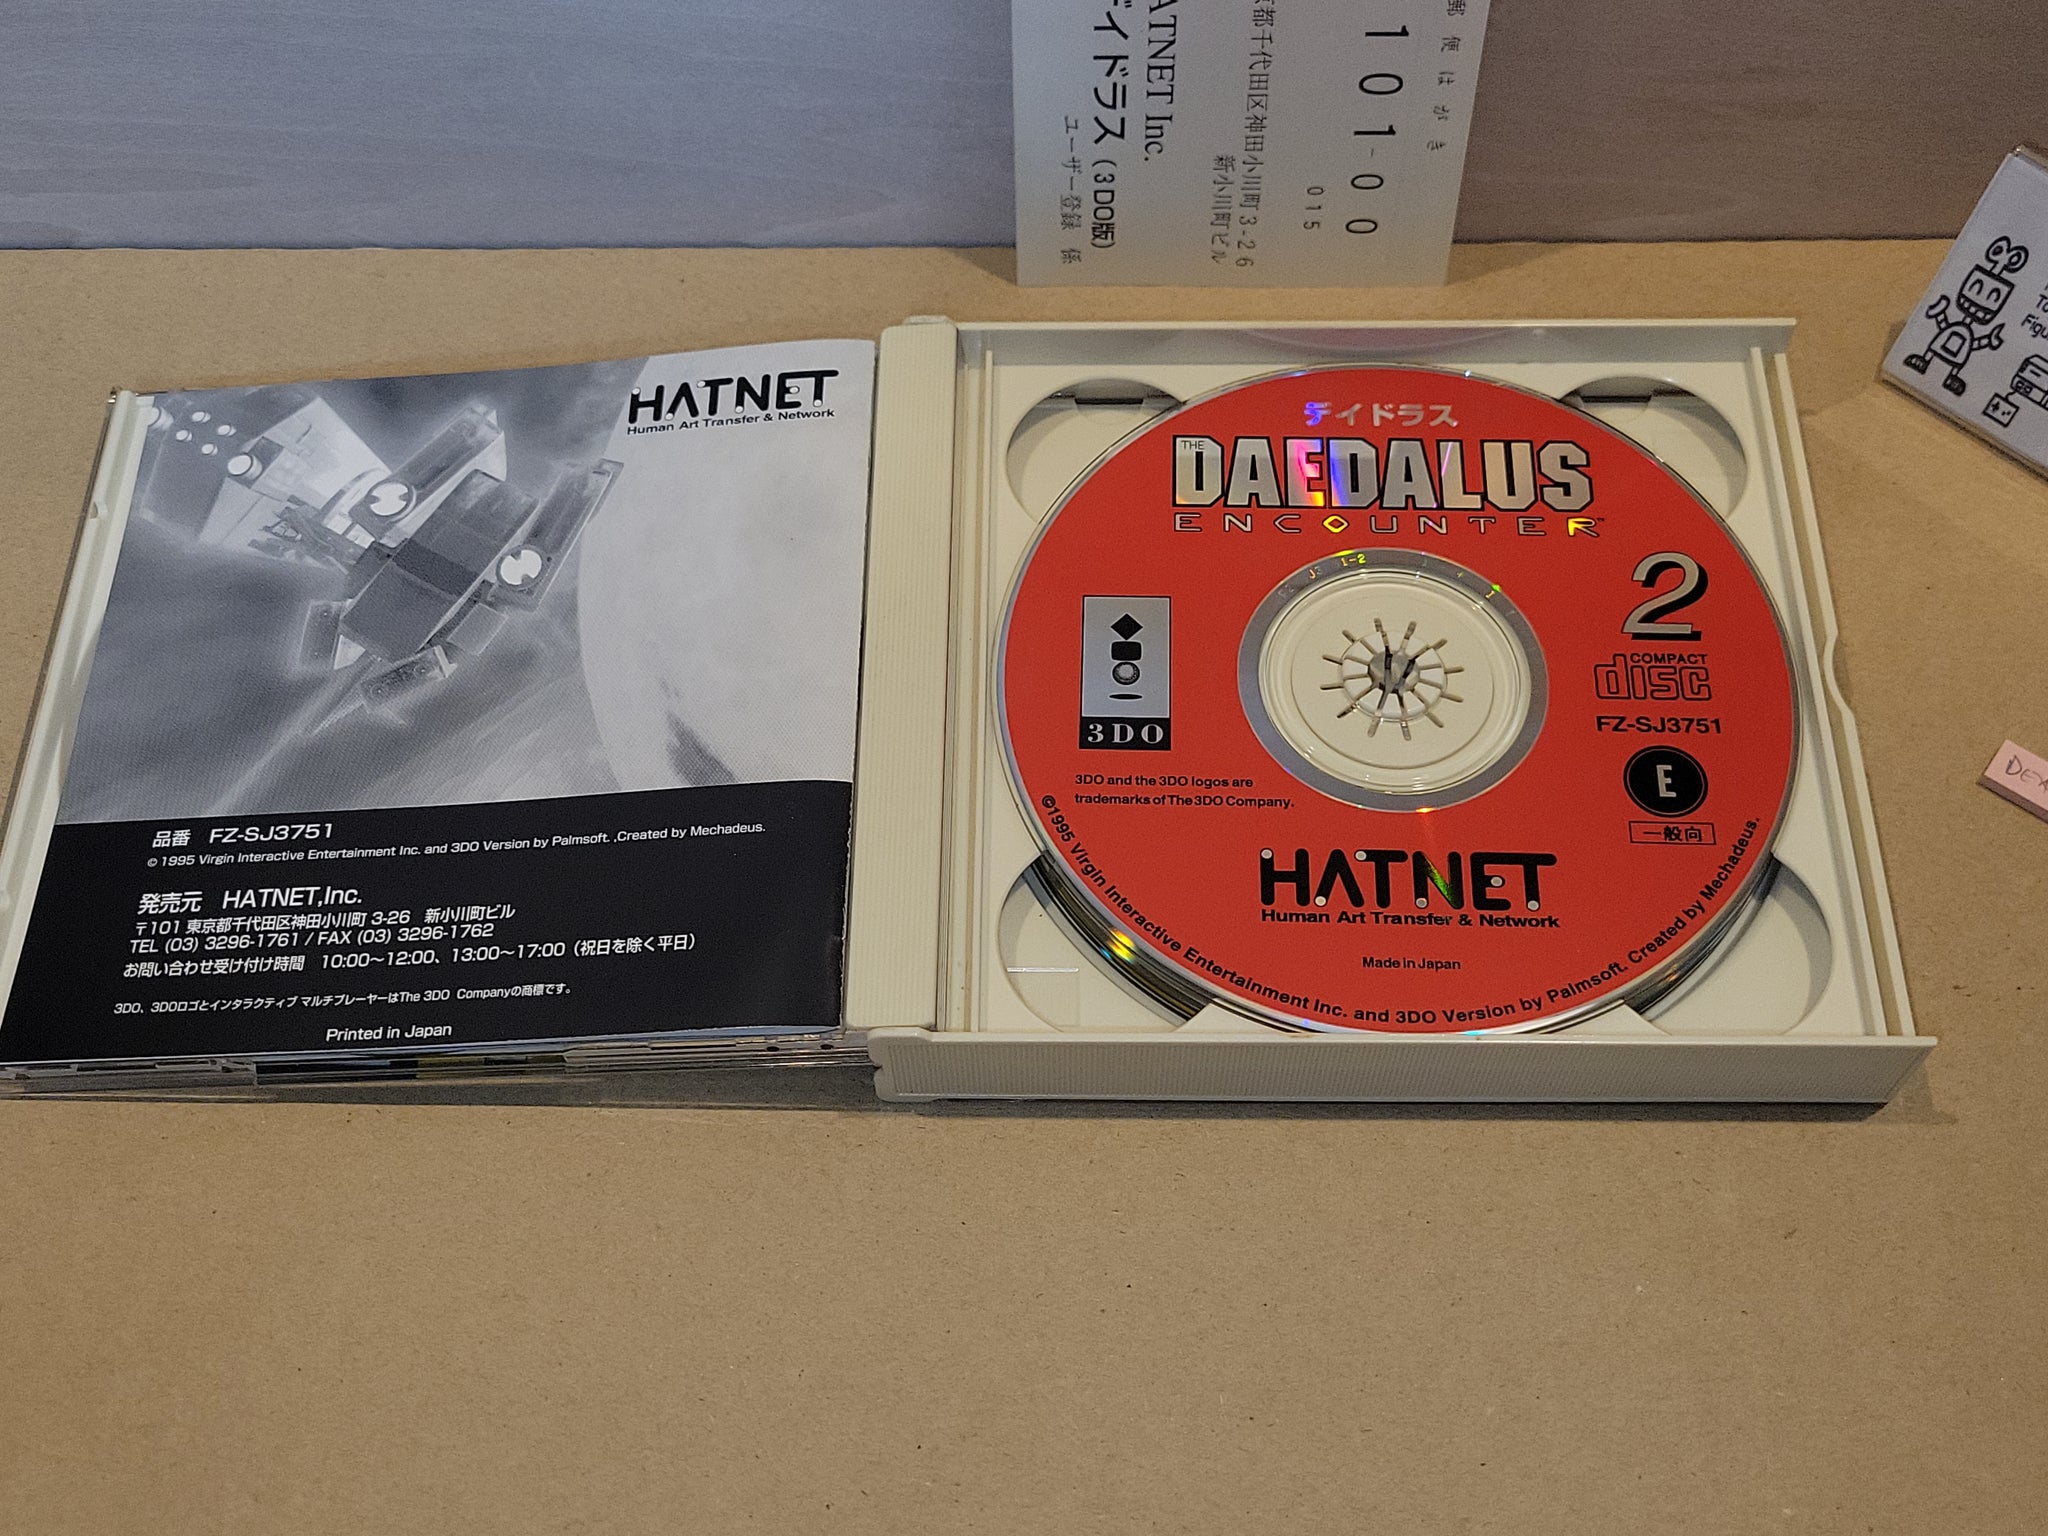 郵便はがき
101-00
015
都千代田区神田小川町3-26
新小川町ビル
ATNET Inc.
デイドラス(3DO版)
ユーザー登録 係
HATNET
Human Art Transfer & Network
品番 FZ-SJ3751
© 1995 Virgin Interactive Entertainment Inc. and 3DO Version by Palmsoft. ,Created by Mechadeus.
発売元 HATNET,Inc.
〒101 東京都千代田区神田小川町 3-26 新小川町ビル
TEL (03) 3296-1761 / FAX (03) 3296-1762
お問い合わせ受け付け時間 10:00〜12:00、13:00〜17:00(祝日を除く平日)
3DO、3DOロゴとインタラクティブ マルチプレーヤーはThe 3DO Companyの商標です。
Printed in Japan
デイドラス
THE DAEDALUS
ENCOUNTER™
2
COMPACT
disc
FZ-SJ3751
E
一般向
3DO
3DO and the 3DO logos are
trademarks of The 3DO Company.
HATNET
Human Art Transfer & Network
Made in Japan
©1995 Virgin Interactive Entertainment Inc. and 3DO Version by Palmsoft. Created by Mechadeus.